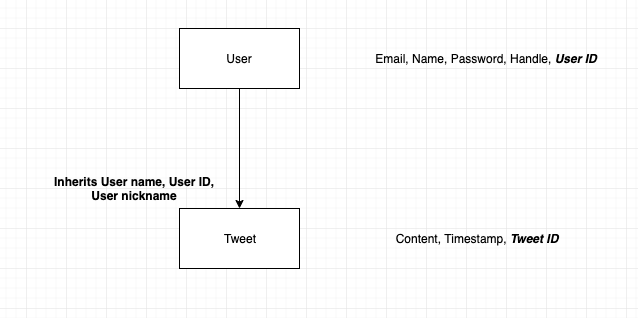 User
Email, Name, Password, Handle, User ID
Inherits User name, User ID,
User nickname
Tweet
Content, Timestamp, Tweet ID